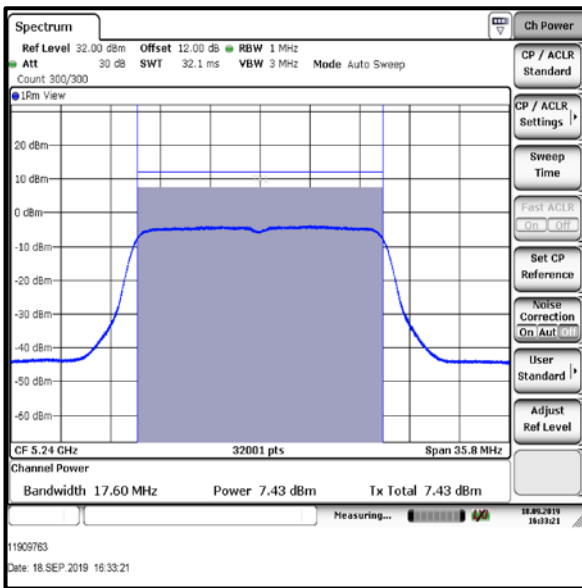 Spectrum
Ch Power
Ref Level 32.00 dBm Offset 12.00 dB RBW 1 MHz
Att 30 dB SWT 32.1 ms VBW 3 MHz Mode Auto Sweep
Count 300/300
1Rm View
20 dBm
10 dBm
0 dBm
-10 dBm
-20 dBm
-30 dBm
-40 dBm
-50 dBm
-60 dBm
CF 5.24 GHz 32001 pts Span 35.8 MHz
Channel Power
Bandwidth 17.60 MHz Power 7.43 dBm Tx Total 7.43 dBm
Measuring...
18.09.2019
16:33:21
CP / ACLR
Standard
CP / ACLR
Settings
Sweep
Time
Fast ACLR
On Off
Set CP
Reference
Noise
Correction
On Aut Off
User
Standard
Adjust
Ref Level
11909763
Date: 18.SEP.2019 16:33:21